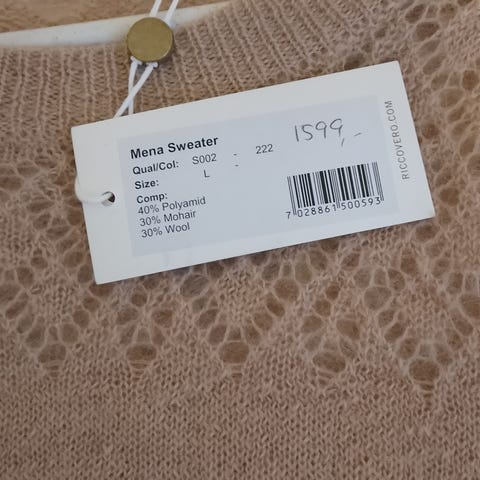 Mena Sweater
1599,-
Qual/Col: S002 - 222
Size: L -
Comp:
40% Polyamid
30% Mohair
30% Wool
7 028861 500593
RICCOVERO.COM